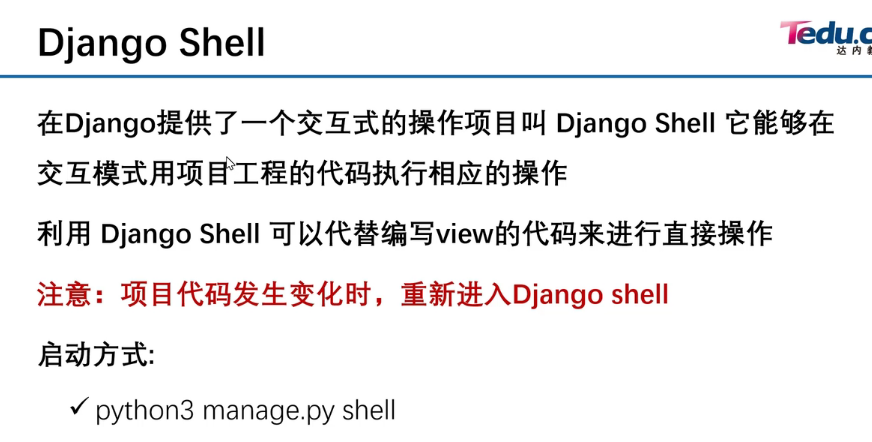 Django Shell
Tedu.c
达内教
在Django提供了一个交互式的操作项目叫 Django Shell 它能够在
交互模式用项目工程的代码执行相应的操作
利用 Django Shell 可以代替编写view的代码来进行直接操作
注意：项目代码发生变化时，重新进入Django shell
启动方式:
✓ python3 manage.py shell